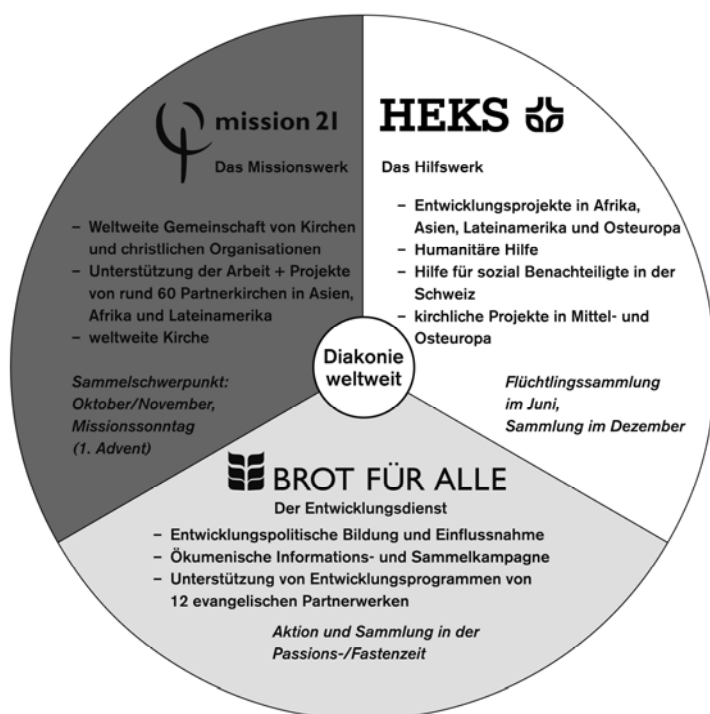 mission 21
Das Missionswerk
– Weltweite Gemeinschaft von Kirchen
und christlichen Organisationen
– Unterstützung der Arbeit + Projekte
von rund 60 Partnerkirchen in Asien,
Afrika und Lateinamerika
– weltweite Kirche
Sammelschwerpunkt:
Oktober/November,
Missionssonntag
(1. Advent)
HEKS
Das Hilfswerk
– Entwicklungsprojekte in Afrika,
Asien, Lateinamerika und Osteuropa
– Humanitäre Hilfe
– Hilfe für sozial Benachteiligte in der
Schweiz
– kirchliche Projekte in Mittel- und
Osteuropa
Flüchtlingssammlung
im Juni,
Sammlung im Dezember
Diakonie
weltweit
BROT FÜR ALLE
Der Entwicklungsdienst
– Entwicklungspolitische Bildung und Einflussnahme
– Ökumenische Informations- und Sammelkampagne
– Unterstützung von Entwicklungsprogrammen von
12 evangelischen Partnerwerken
Aktion und Sammlung in der
Passions-/Fastenzeit